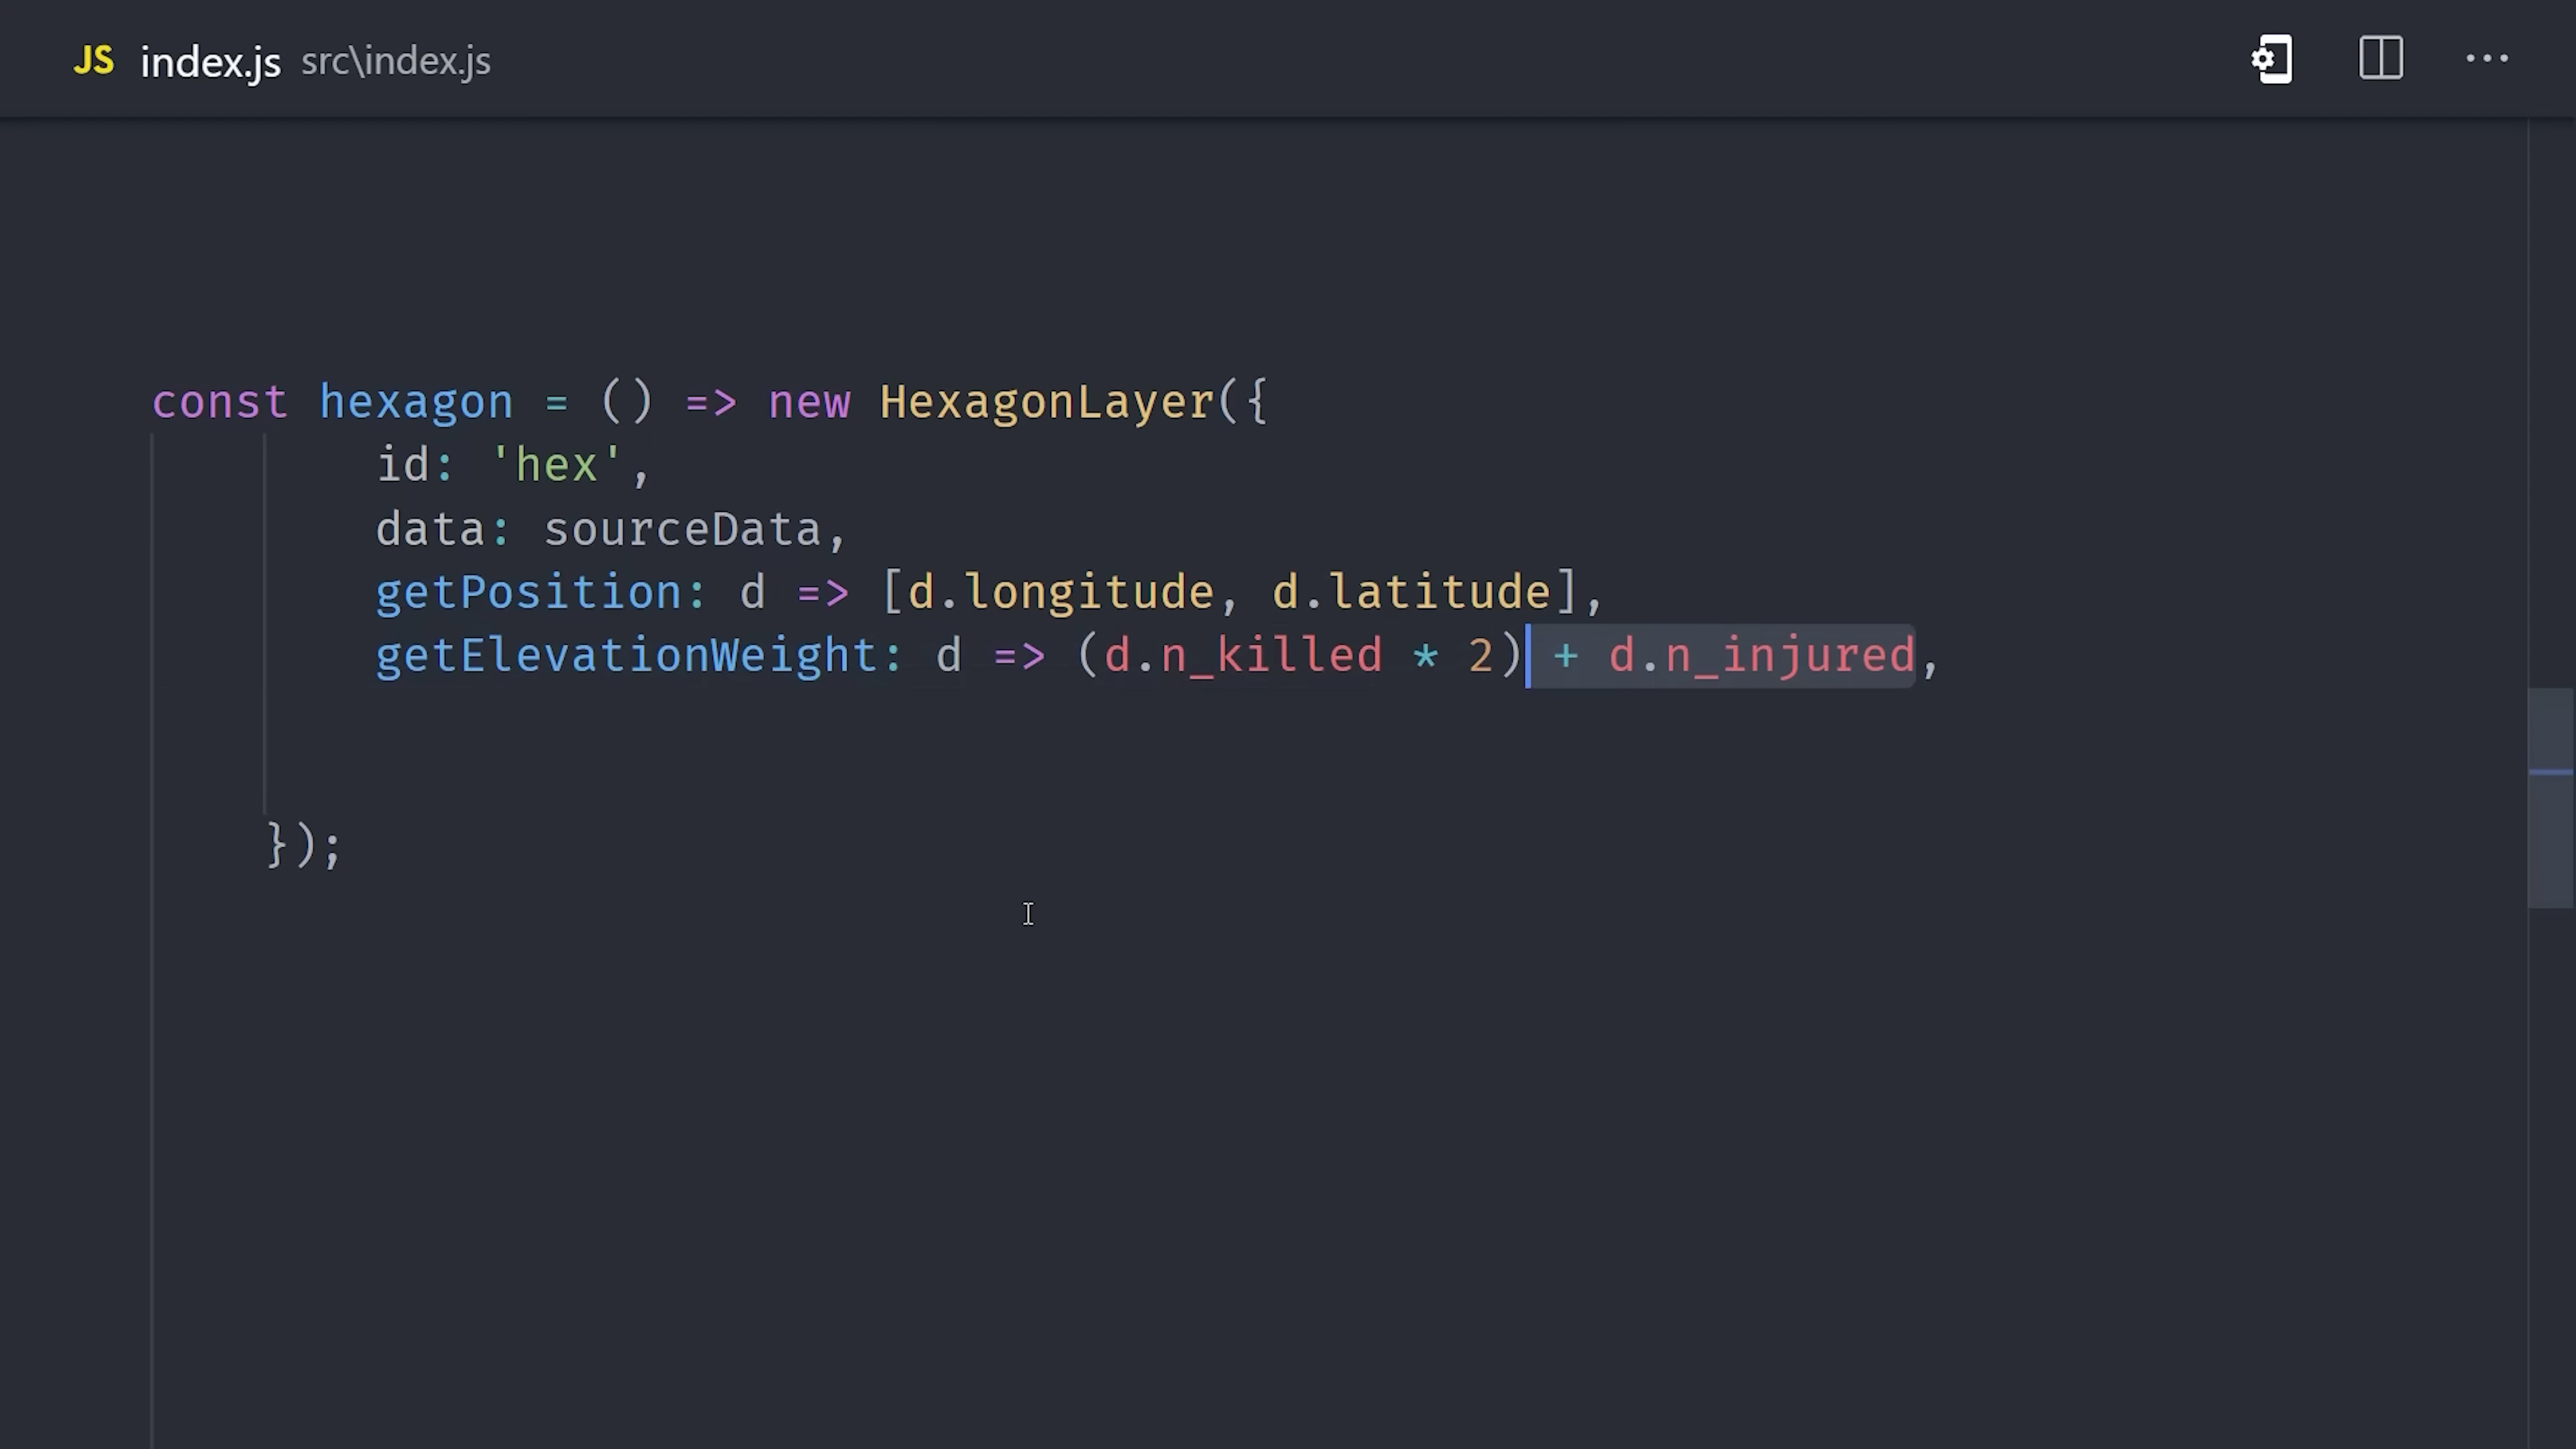 JS index.js src\index.js
const hexagon = () => new HexagonLayer({
id: 'hex',
data: sourceData,
getPosition: d => [d.longitude, d.latitude],
getElevationWeight: d => (d.n_killed * 2) + d.n_injured,
});